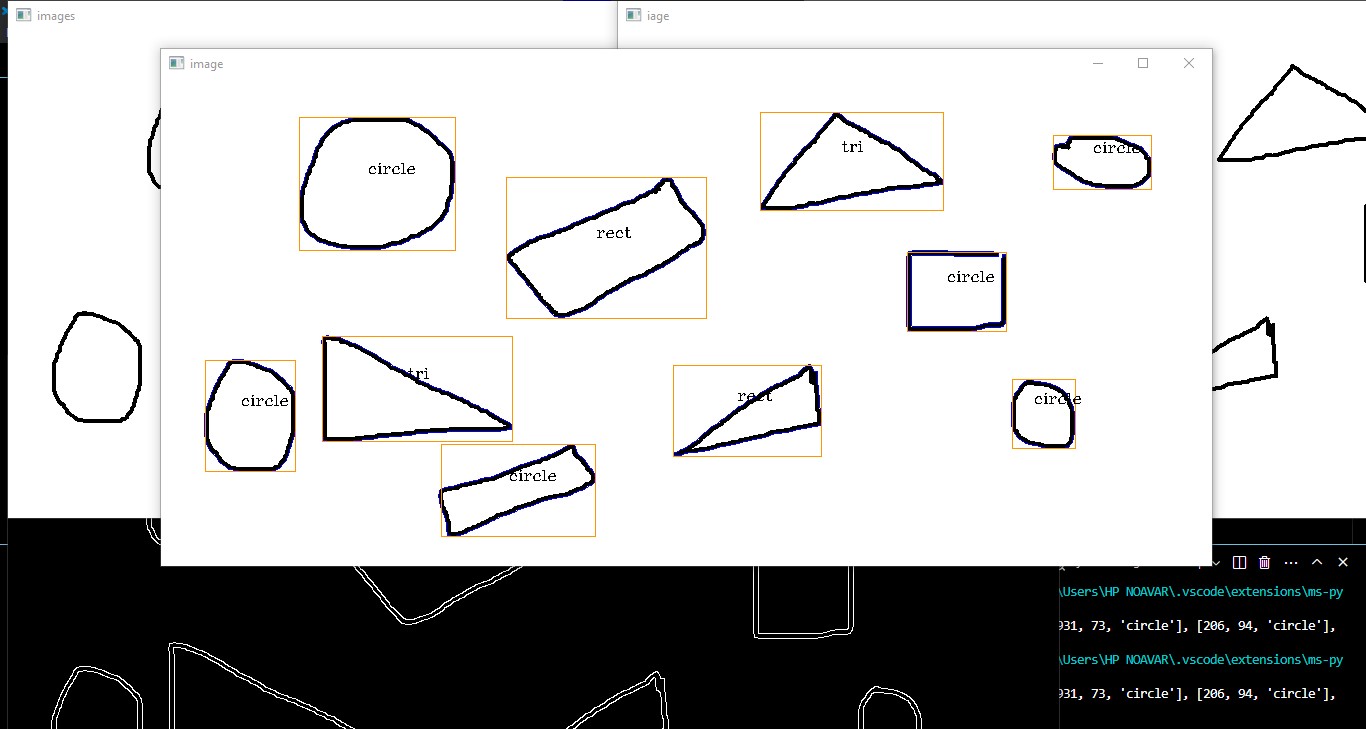 images
iage
image
circle
tri
circle
rect
circle
tri
circle
rect
circle
circle
\Users\HP NOAVAR\.vscode\extensions\ms-py
931, 73, 'circle'], [206, 94, 'circle'],
\Users\HP NOAVAR\.vscode\extensions\ms-py
931, 73, 'circle'], [206, 94, 'circle'],